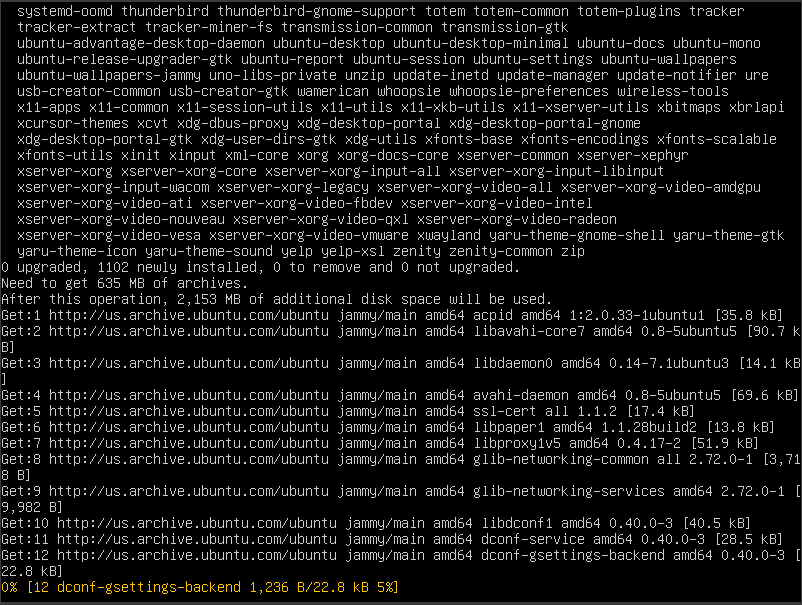 systemd-oomd thunderbird thunderbird-gnome-support totem totem-common totem-plugins tracker
tracker-extract tracker-miner-fs transmission-common transmission-gtk
ubuntu-advantage-desktop-daemon ubuntu-desktop ubuntu-desktop-minimal ubuntu-docs ubuntu-mono
ubuntu-release-upgrader-gtk ubuntu-report ubuntu-session ubuntu-settings ubuntu-wallpapers
ubuntu-wallpapers-jammy uno-libs-private unzip update-inetd update-manager update-notifier ure
usb-creator-common usb-creator-gtk wamerican whoopsie whoopsie-preferences wireless-tools
x11-apps x11-common x11-session-utils x11-utils x11-xkb-utils x11-xserver-utils xbitmaps xbrlapi
xcursor-themes xcvt xdg-dbus-proxy xdg-desktop-portal xdg-desktop-portal-gnome
xdg-desktop-portal-gtk xdg-user-dirs-gtk xdg-utils xfonts-base xfonts-encodings xfonts-scalable
xfonts-utils xinit xinput xml-core xorg xorg-docs-core xserver-common xserver-xephyr
xserver-xorg xserver-xorg-core xserver-xorg-input-all xserver-xorg-input-libinput
xserver-xorg-input-wacom xserver-xorg-legacy xserver-xorg-video-all xserver-xorg-video-amdgpu
xserver-xorg-video-ati xserver-xorg-video-fbdev xserver-xorg-video-intel
xserver-xorg-video-nouveau xserver-xorg-video-qxl xserver-xorg-video-radeon
xserver-xorg-video-vesa xserver-xorg-video-vmware xwayland yaru-theme-gnome-shell yaru-theme-gtk
yaru-theme-icon yaru-theme-sound yelp yelp-xsl zenity zenity-common zip
0 upgraded, 1102 newly installed, 0 to remove and 0 not upgraded.
Need to get 635 MB of archives.
After this operation, 2,153 MB of additional disk space will be used.
Get:1 http://us.archive.ubuntu.com/ubuntu jammy/main amd64 acpid amd64 1:2.0.33-1ubuntu1 [35.8 kB]
Get:2 http://us.archive.ubuntu.com/ubuntu jammy/main amd64 libavahi-core7 amd64 0.8-5ubuntu5 [90.7 k
B]
Get:3 http://us.archive.ubuntu.com/ubuntu jammy/main amd64 libdaemon0 amd64 0.14-7.1ubuntu3 [14.1 kB
]
Get:4 http://us.archive.ubuntu.com/ubuntu jammy/main amd64 avahi-daemon amd64 0.8-5ubuntu5 [69.6 kB]
Get:5 http://us.archive.ubuntu.com/ubuntu jammy/main amd64 ssl-cert all 1.1.2 [17.4 kB]
Get:6 http://us.archive.ubuntu.com/ubuntu jammy/main amd64 libpaper1 amd64 1.1.28build2 [13.8 kB]
Get:7 http://us.archive.ubuntu.com/ubuntu jammy/main amd64 libproxy1v5 amd64 0.4.17-2 [51.9 kB]
Get:8 http://us.archive.ubuntu.com/ubuntu jammy/main amd64 glib-networking-common all 2.72.0-1 [3,71
8 B]
Get:9 http://us.archive.ubuntu.com/ubuntu jammy/main amd64 glib-networking-services amd64 2.72.0-1 [
9,982 B]
Get:10 http://us.archive.ubuntu.com/ubuntu jammy/main amd64 libdconf1 amd64 0.40.0-3 [40.5 kB]
Get:11 http://us.archive.ubuntu.com/ubuntu jammy/main amd64 dconf-service amd64 0.40.0-3 [28.5 kB]
Get:12 http://us.archive.ubuntu.com/ubuntu jammy/main amd64 dconf-gsettings-backend amd64 0.40.0-3 [
22.8 kB]
0% [12 dconf-gsettings-backend 1,236 B/22.8 kB 5%]